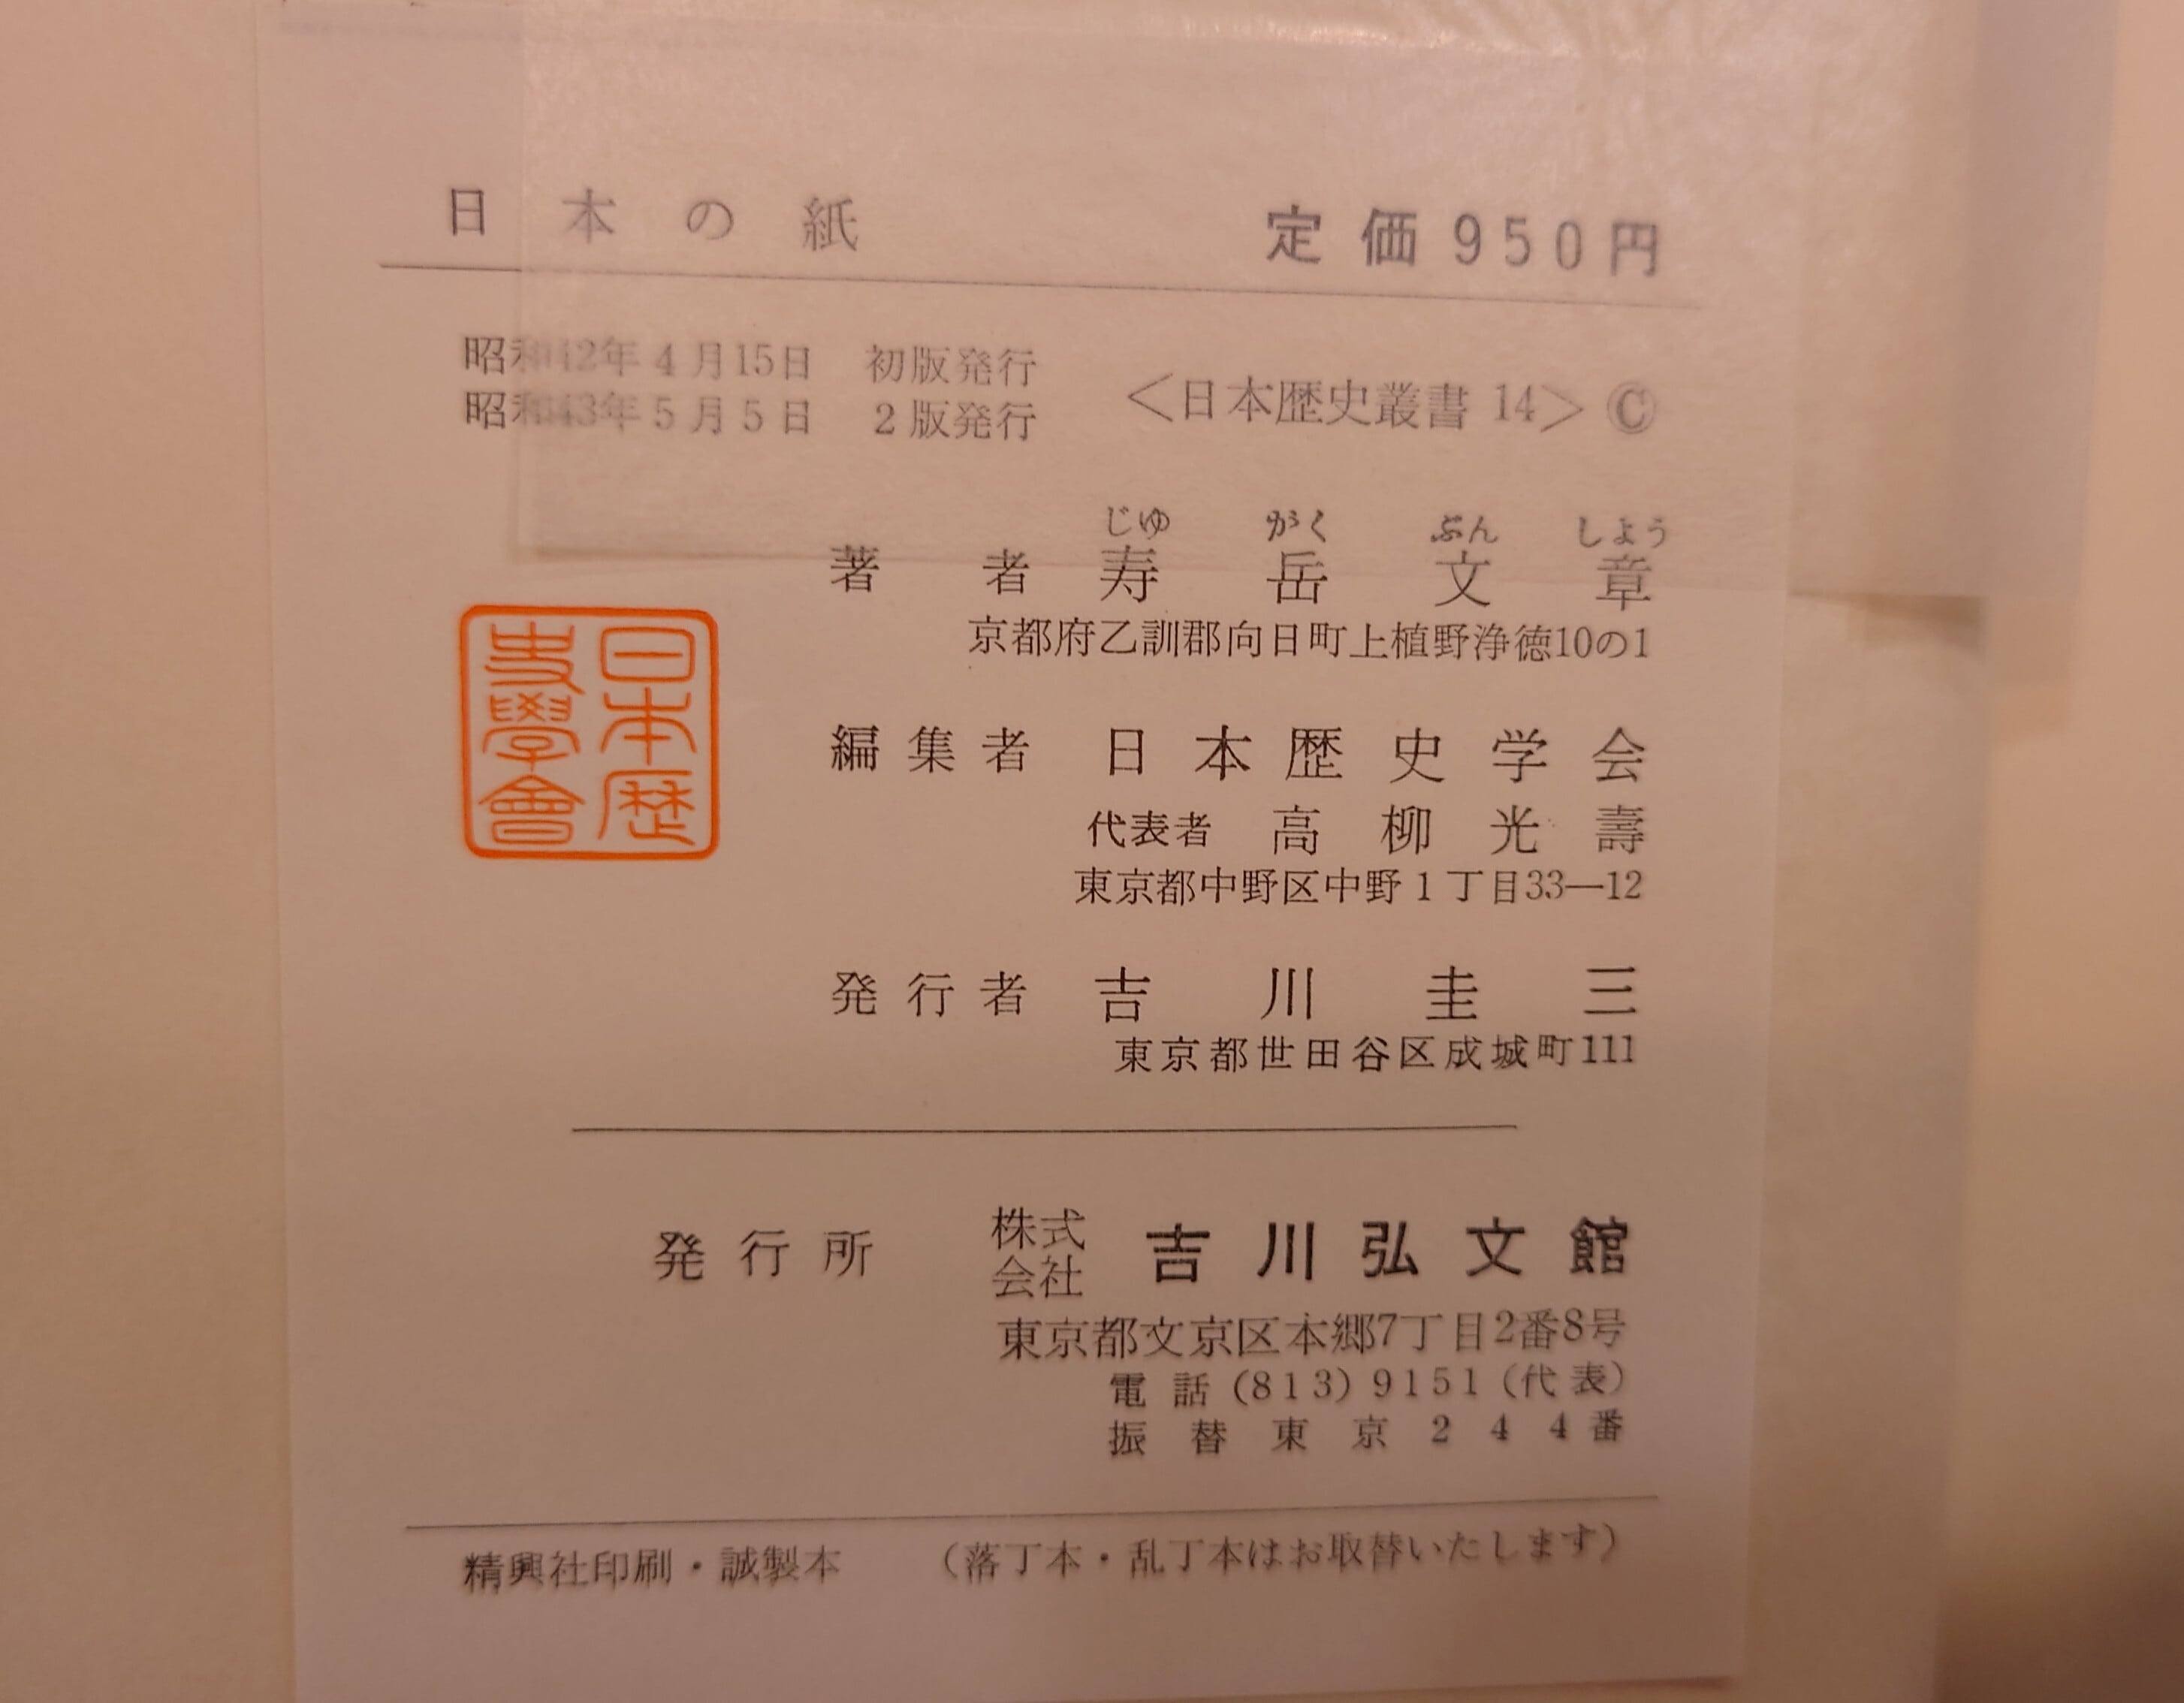 日本の紙　定価950円
昭和42年4月15日　初版発行
昭和43年5月5日　2版発行
＜日本歴史叢書 14＞ Ⓒ
じゆ がく ぶん しよう
著者 寿岳文章
京都府乙訓郡向日町上植野浄徳10の1
日本歴史學會
編集者 日本歴史学会
代表者 高柳光壽
東京都中野区中野1丁目33—12
発行者 吉川圭三
東京都世田谷区成城町111
発行所 株式会社 吉川弘文館
東京都文京区本郷7丁目2番8号
電話(813)9151(代表)
振替東京244番
精興社印刷・誠製本　（落丁本・乱丁本はお取替いたします）